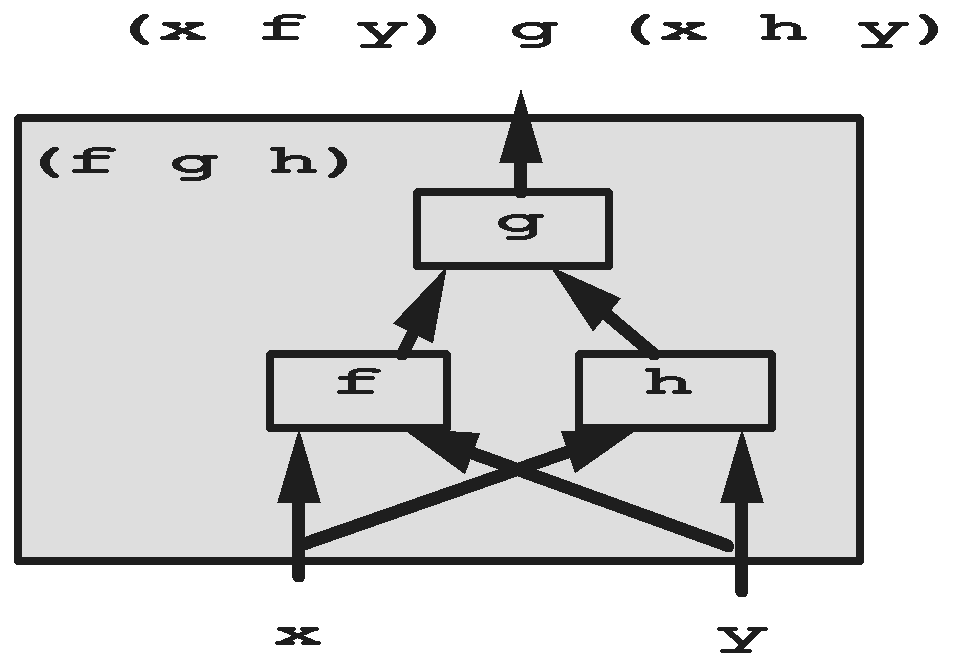 (x f y) g (x h y)
(f g h)
g
f h
x y